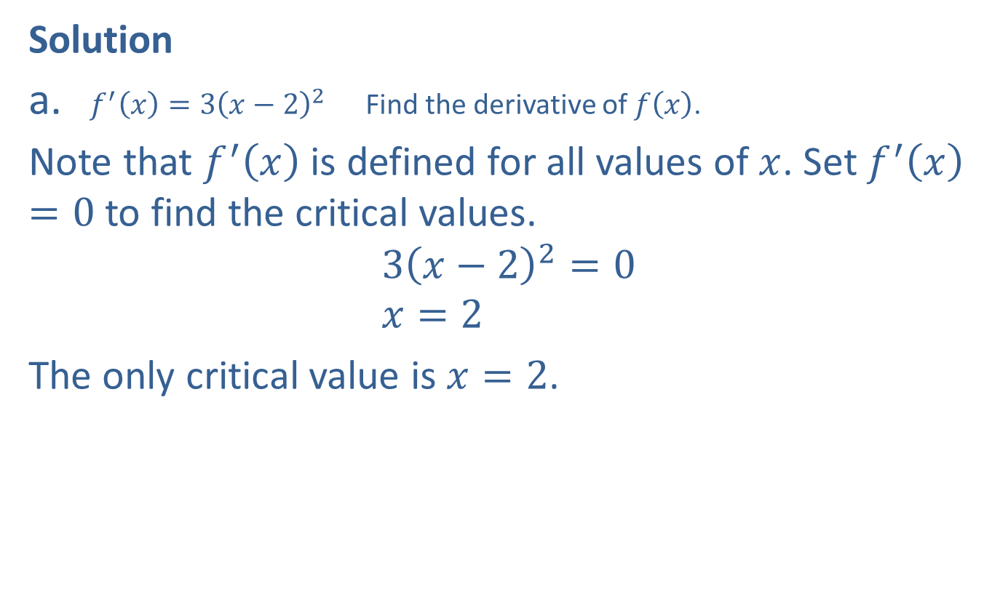 Solution
a. f′(x) = 3(x − 2)² Find the derivative of f(x).
Note that f′(x) is defined for all values of x. Set f′(x)
= 0 to find the critical values.
3(x − 2)² = 0
x = 2
The only critical value is x = 2.